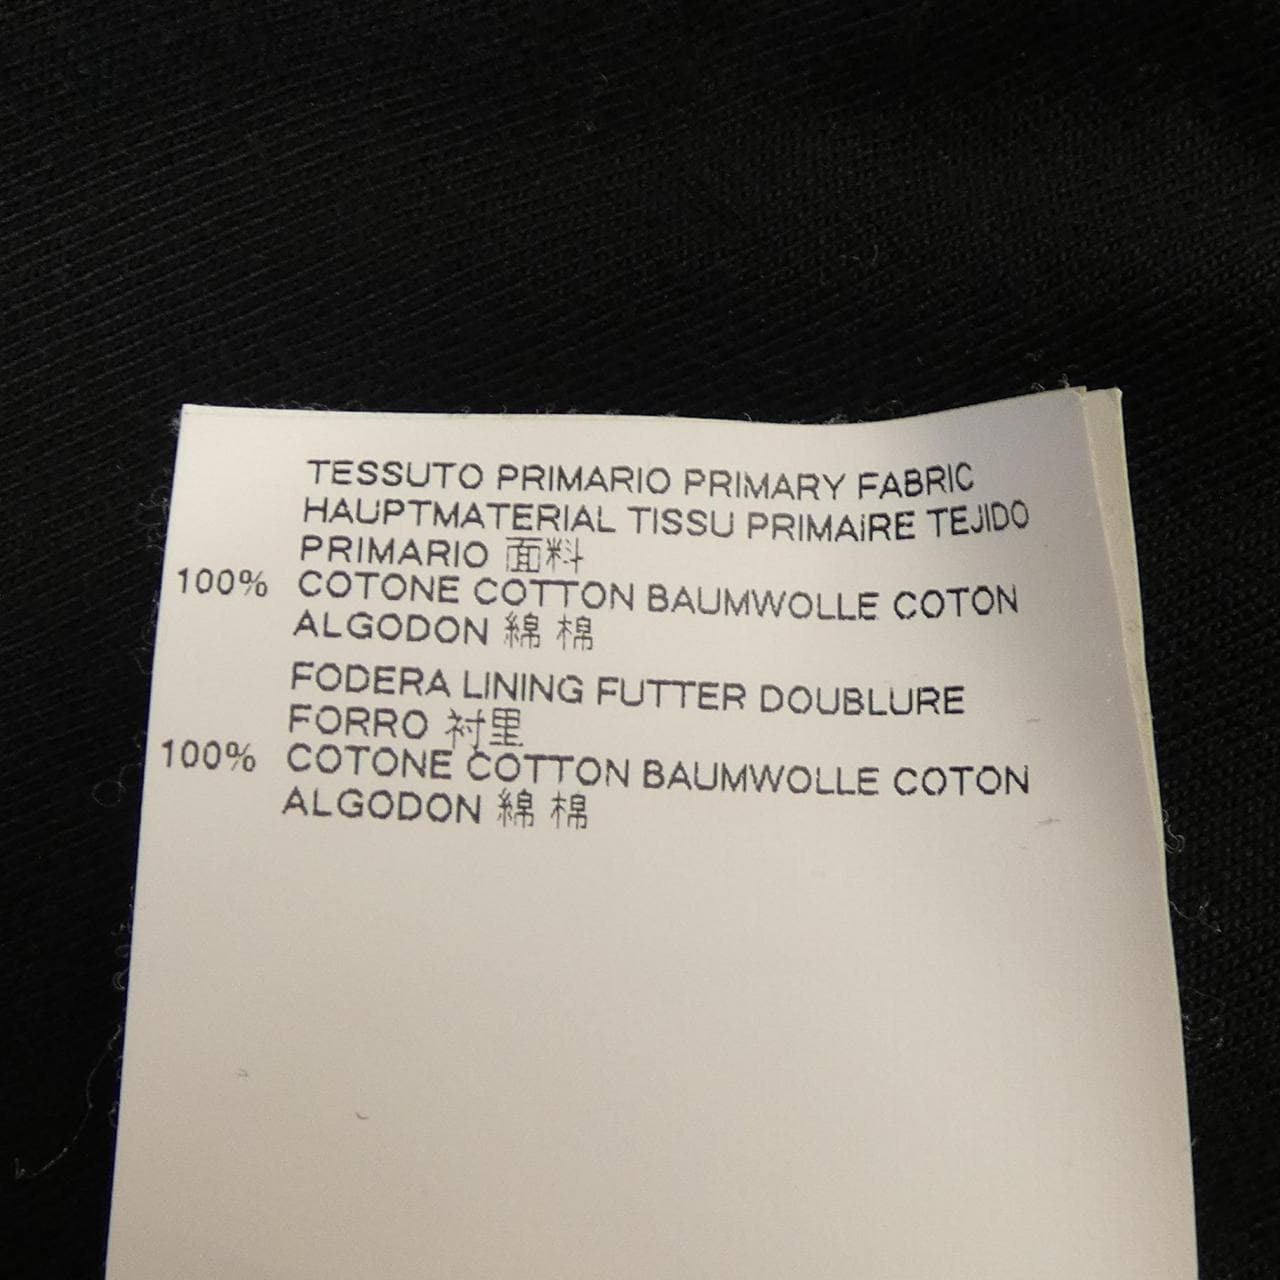 TESSUTO PRIMARIO PRIMARY FABRIC
HAUPTMATERIAL TISSU PRIMAiRE TEJIDO
PRIMARIO 面料
100% COTONE COTTON BAUMWOLLE COTON
ALGODON 綿 棉
FODERA LINING FUTTER DOUBLURE
FORRO 衬里
100% COTONE COTTON BAUMWOLLE COTON
ALGODON 綿 棉